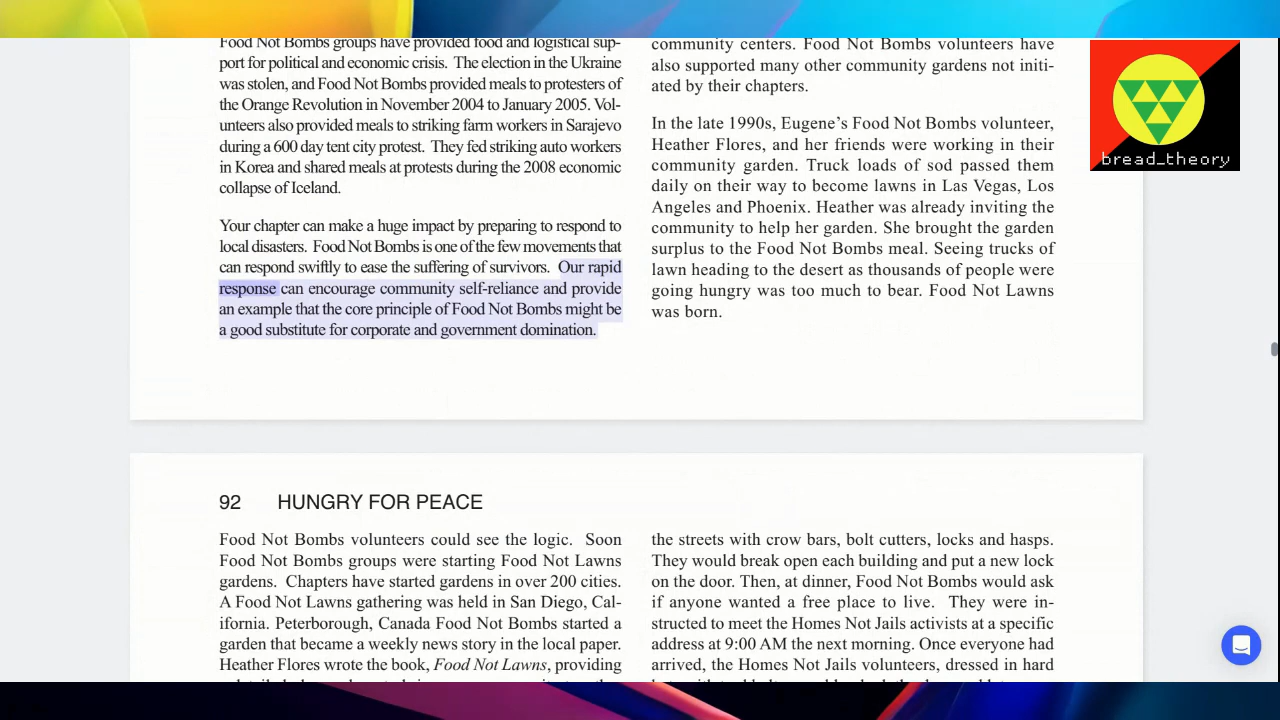 Food Not Bombs groups have provided food and logistical sup-
port for political and economic crisis. The election in the Ukraine
was stolen, and Food Not Bombs provided meals to protesters of
the Orange Revolution in November 2004 to January 2005. Vol-
unteers also provided meals to striking farm workers in Sarajevo
during a 600 day tent city protest. They fed striking auto workers
in Korea and shared meals at protests during the 2008 economic
collapse of Iceland.
Your chapter can make a huge impact by preparing to respond to
local disasters. Food Not Bombs is one of the few movements that
can respond swiftly to ease the suffering of survivors. Our rapid
response can encourage community self-reliance and provide
an example that the core principle of Food Not Bombs might be
a good substitute for corporate and government domination.
community centers. Food Not Bombs volunteers have
also supported many other community gardens not initi-
ated by their chapters.
In the late 1990s, Eugene's Food Not Bombs volunteer,
Heather Flores, and her friends were working in their
community garden. Truck loads of sod passed them
daily on their way to become lawns in Las Vegas, Los
Angeles and Phoenix. Heather was already inviting the
community to help her garden. She brought the garden
surplus to the Food Not Bombs meal. Seeing trucks of
lawn heading to the desert as thousands of people were
going hungry was too much to bear. Food Not Lawns
was born.
bread_theory
92 HUNGRY FOR PEACE
Food Not Bombs volunteers could see the logic. Soon
Food Not Bombs groups were starting Food Not Lawns
gardens. Chapters have started gardens in over 200 cities.
A Food Not Lawns gathering was held in San Diego, Cal-
ifornia. Peterborough, Canada Food Not Bombs started a
garden that became a weekly news story in the local paper.
Heather Flores wrote the book, Food Not Lawns, providing
the streets with crow bars, bolt cutters, locks and hasps.
They would break open each building and put a new lock
on the door. Then, at dinner, Food Not Bombs would ask
if anyone wanted a free place to live. They were in-
structed to meet the Homes Not Jails activists at a specific
address at 9:00 AM the next morning. Once everyone had
arrived, the Homes Not Jails volunteers, dressed in hard